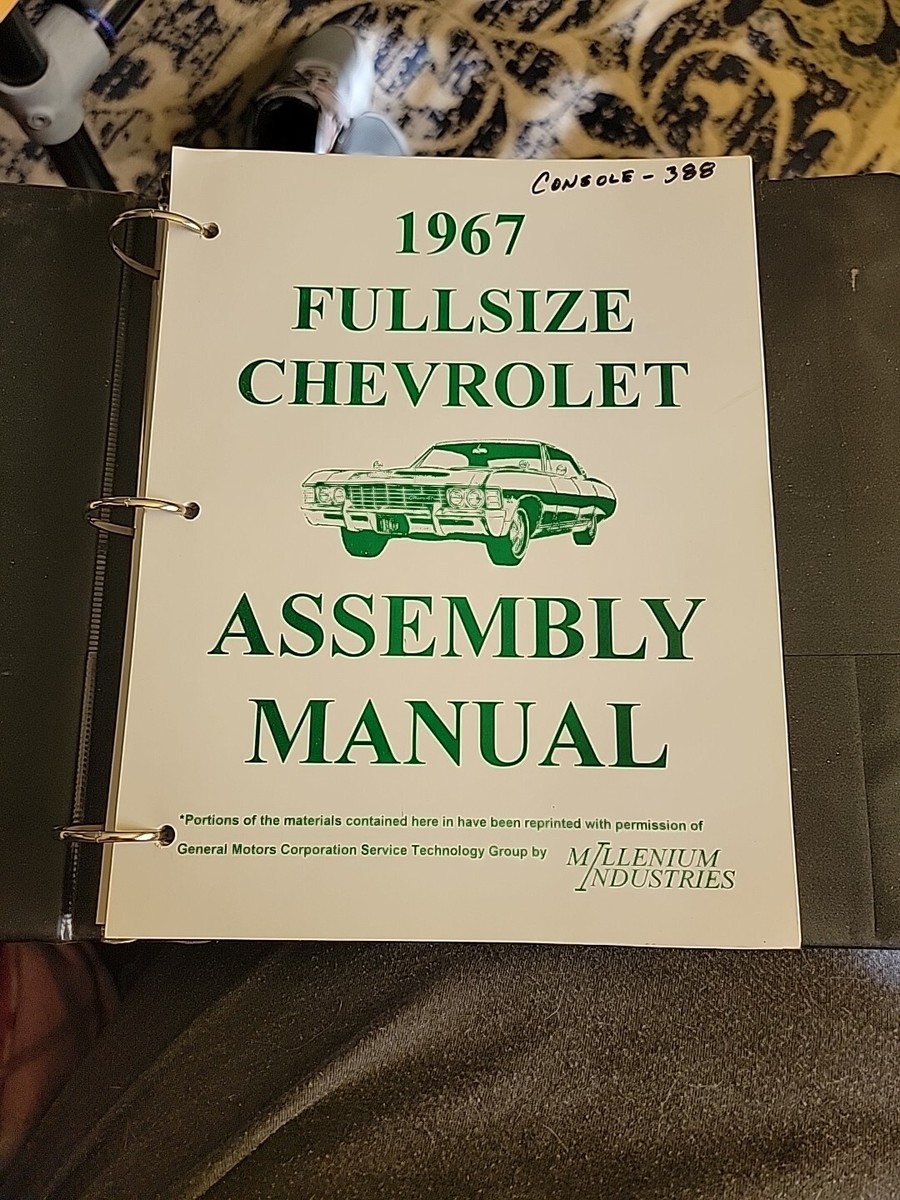 CONSOLE - 388
1967
FULLSIZE
CHEVROLET
ASSEMBLY
MANUAL
*Portions of the materials contained here in have been reprinted with permission of
General Motors Corporation Service Technology Group by
MILLENIUM
INDUSTRIES